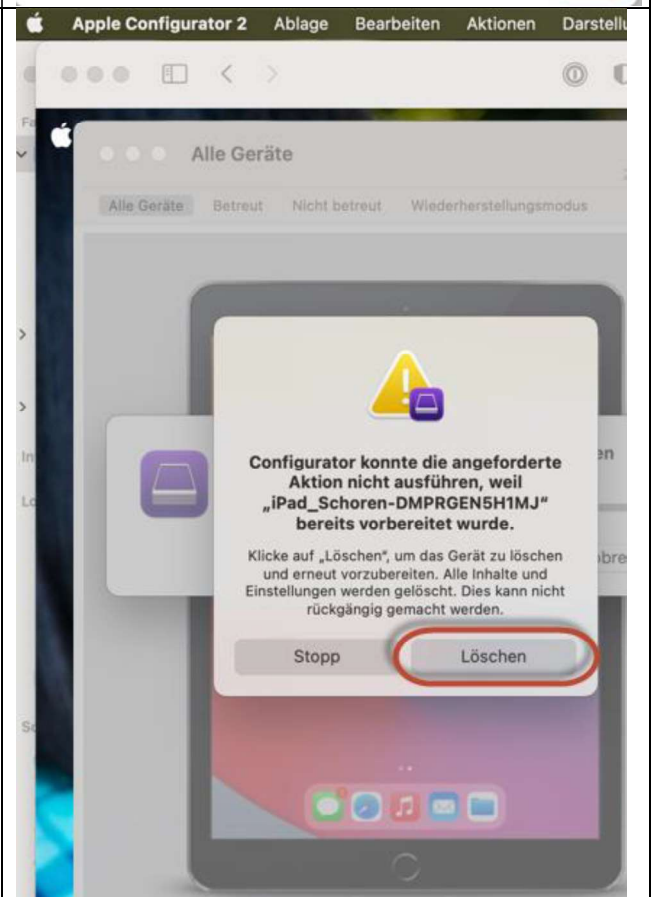 Apple Configurator 2 Ablage Bearbeiten Aktionen
Alle Geräte
Alle Geräte Betreut Nicht betreut Wiederherstellungsmodus
Configurator konnte die angeforderte
Aktion nicht ausführen, weil
„iPad_Schoren-DMPRGEN5H1MJ“
bereits vorbereitet wurde.
Klicke auf „Löschen“, um das Gerät zu löschen
und erneut vorzubereiten. Alle Inhalte und
Einstellungen werden gelöscht. Dies kann nicht
rückgängig gemacht werden.
Stopp Löschen